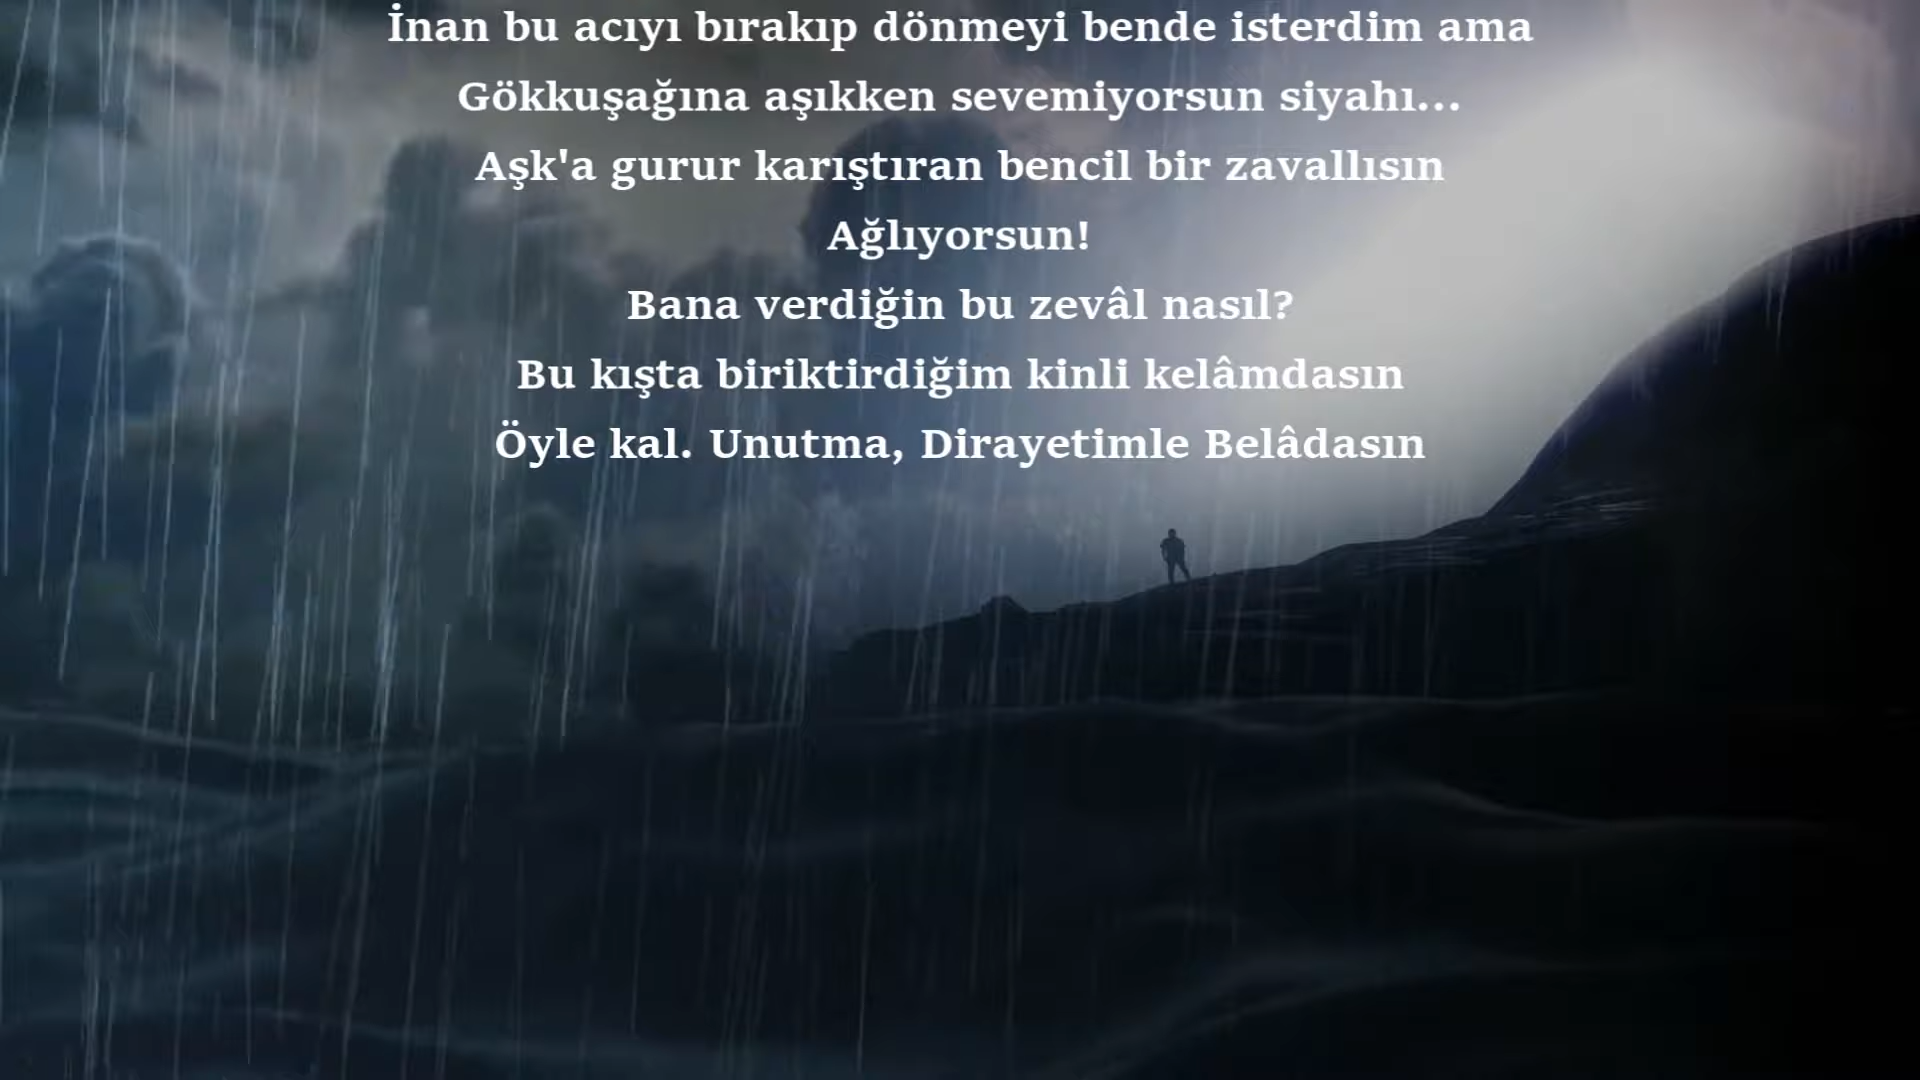 İnan bu acıyı bırakıp dönmeyi bende isterdim ama
Gökkuşağına aşıkken sevemiyorsun siyahı...
Aşk'a gurur karıştıran bencil bir zavallısın
Ağlıyorsun!
Bana verdiğin bu zevâl nasıl?
Bu kışta biriktirdiğim kinli kelâmdasın
Öyle kal. Unutma, Dirayetimle Belâdasın